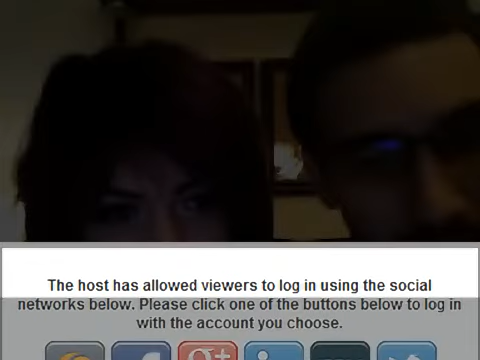 The host has allowed viewers to log in using the social
networks below. Please click one of the buttons below to log in
with the account you choose.
f g+ in